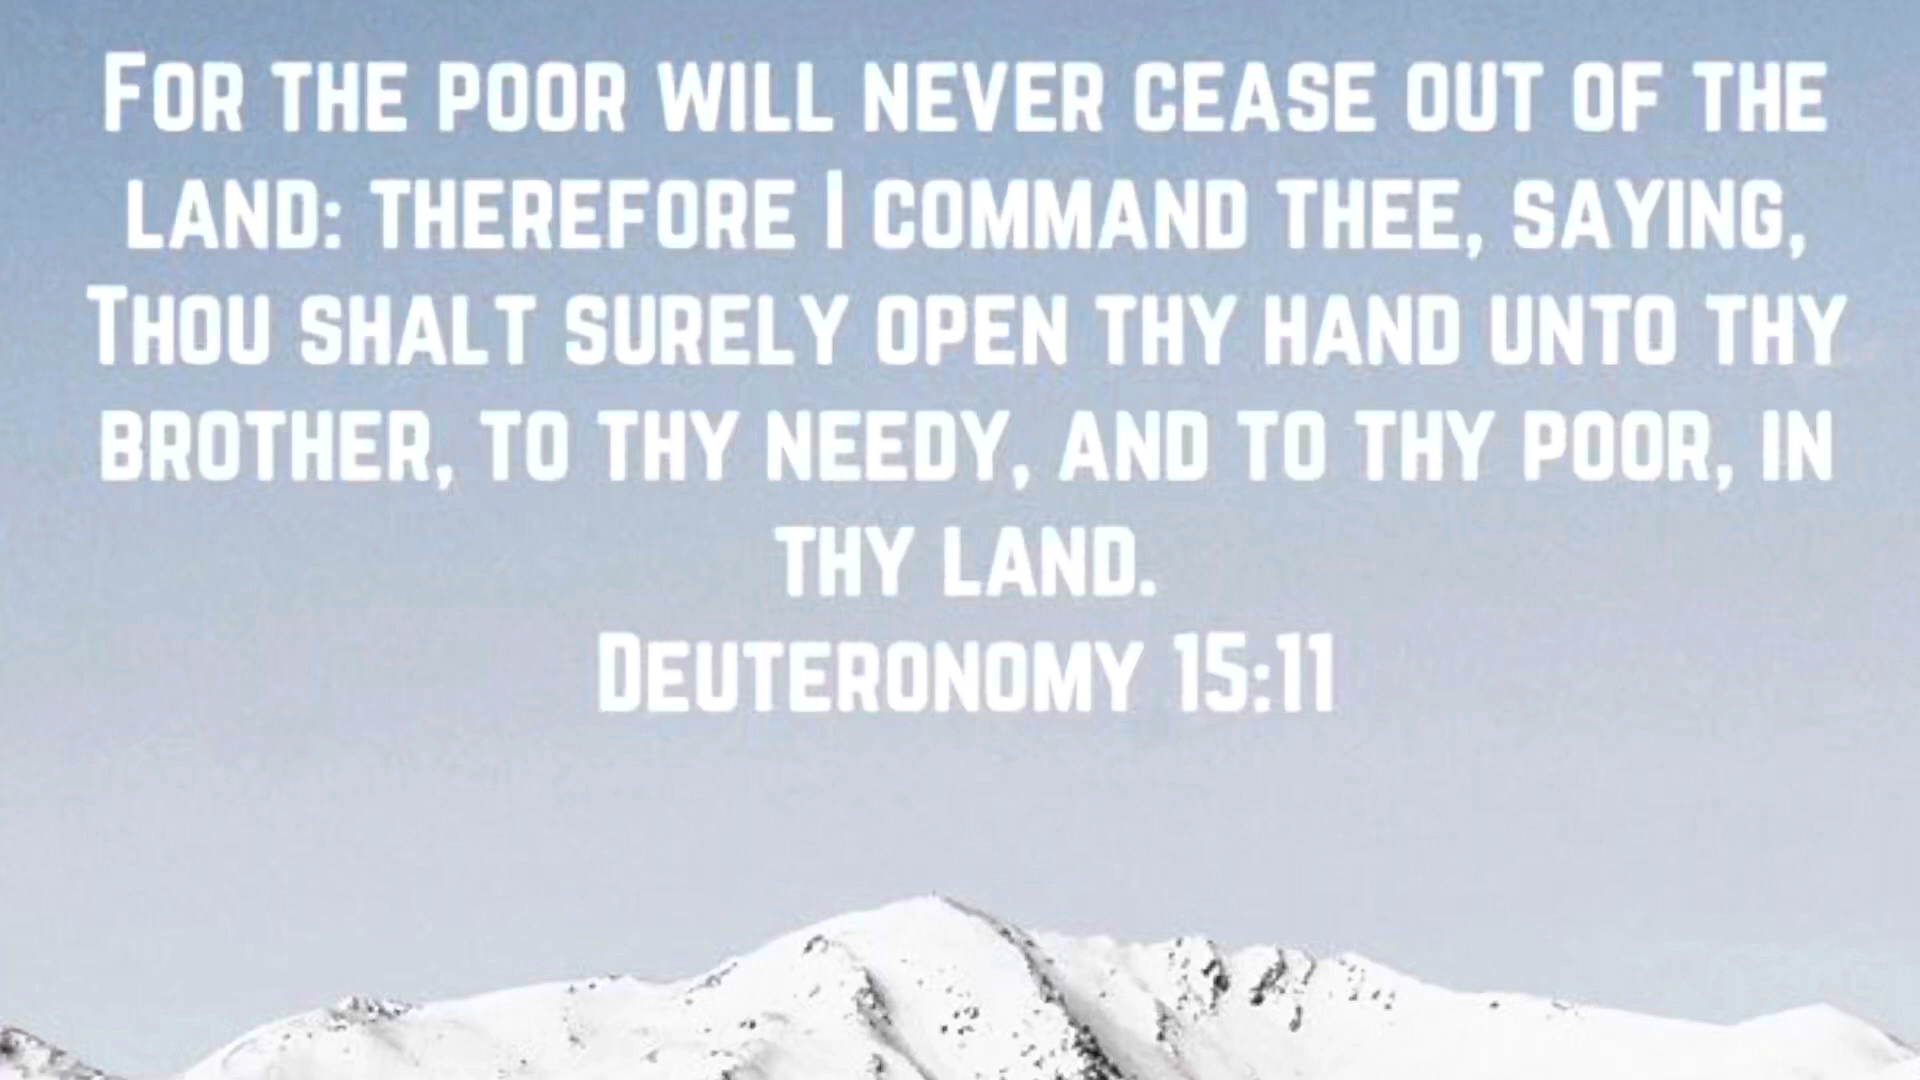 For the poor will never cease out of the
land: therefore I command thee, saying,
Thou shalt surely open thy hand unto thy
brother, to thy needy, and to thy poor, in
thy land.
Deuteronomy 15:11